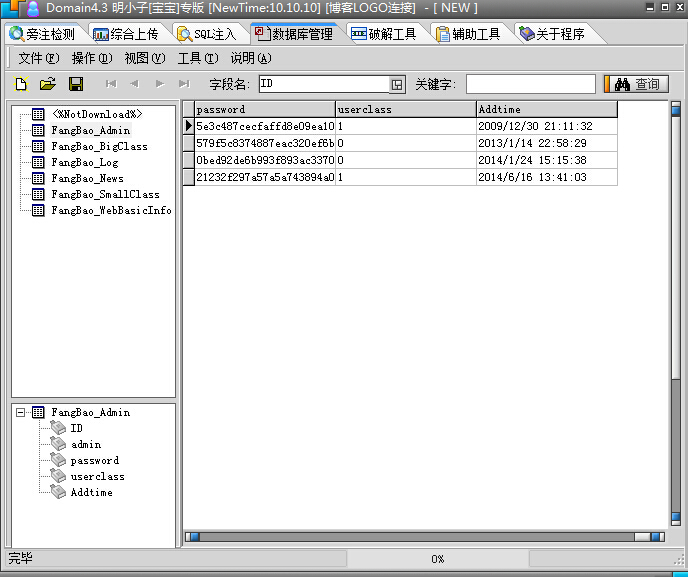 Domain4.3 明小子[宝宝]专版 [NewTime:10.10.10] [博客LOGO连接] - [ NEW ]
旁注检测 综合上传 SQL注入 数据库管理 破解工具 辅助工具 关于程序
文件(F) 操作(D) 视图(V) 工具(T) 说明(A)
字段名: ID 关键字: 查询
<%NotDownload%>
FangBao_Admin
FangBao_BigClass
FangBao_Log
FangBao_News
FangBao_SmallClass
FangBao_WebBasicInfo
password userclass Addtime
5e3c487cecfaffd8e09ea10 1 2009/12/30 21:11:32
579f5c8374887eac320ef6b 0 2013/1/14 22:58:29
0bed92de6b993f893ac3370 0 2014/1/24 15:15:38
21232f297a57a5a743894a0 1 2014/6/16 13:41:03
FangBao_Admin
ID
admin
password
userclass
Addtime
完毕 0%